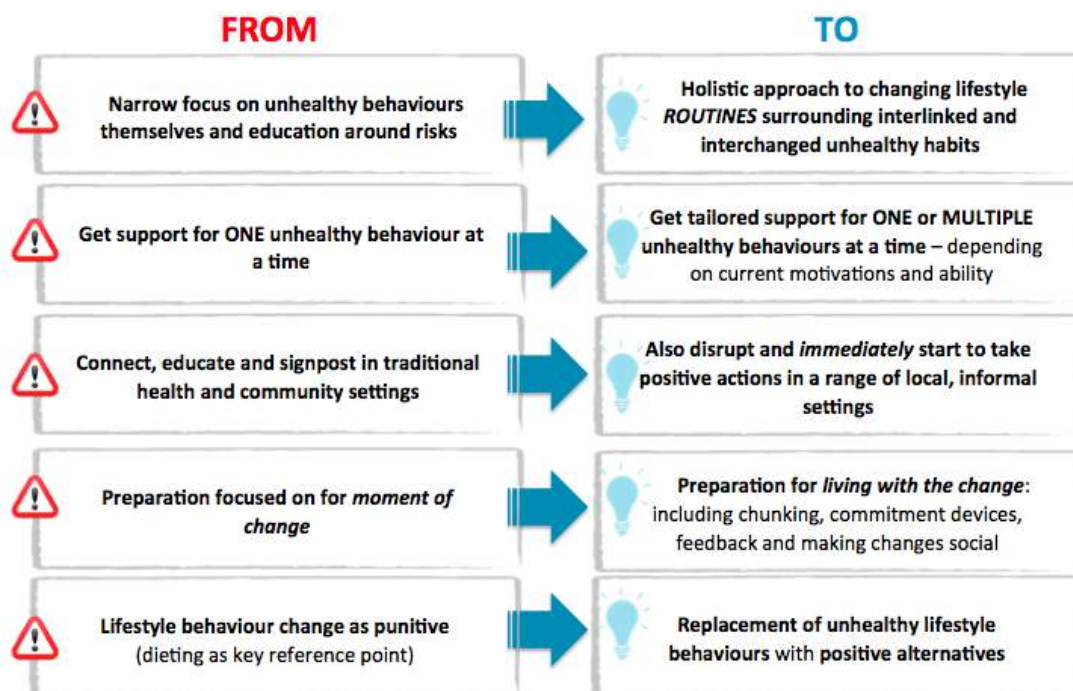 FROM
TO
Narrow focus on unhealthy behaviours
themselves and education around risks
Holistic approach to changing lifestyle
ROUTINES surrounding interlinked and
interchanged unhealthy habits
Get support for ONE unhealthy behaviour at
a time
Get tailored support for ONE or MULTIPLE
unhealthy behaviours at a time – depending
on current motivations and ability
Connect, educate and signpost in traditional
health and community settings
Also disrupt and immediately start to take
positive actions in a range of local, informal
settings
Preparation focused on for moment of
change
Preparation for living with the change:
including chunking, commitment devices,
feedback and making changes social
Lifestyle behaviour change as punitive
(dieting as key reference point)
Replacement of unhealthy lifestyle
behaviours with positive alternatives